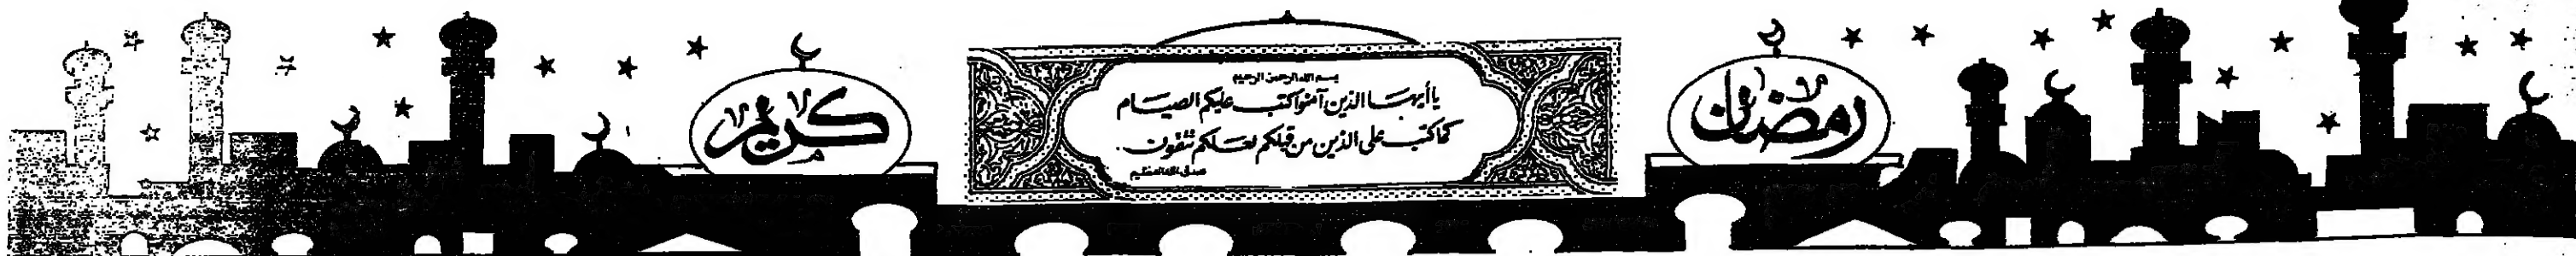 رمضان
بسم الله الرحمن الرحيم
يا أيها الذين آمنوا كتب عليكم الصيام
كما كتب على الذين من قبلكم لعلكم تتقون.
صدق الله العظيم
كريم